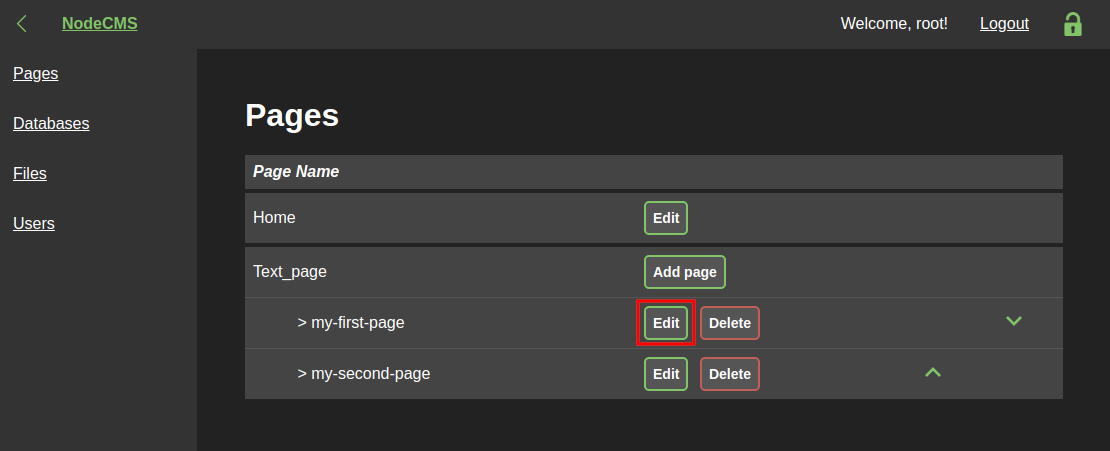 NodeCMS
Welcome, root!
Logout
Pages
Databases
Files
Users
Pages
Page Name
Home
Edit
Text_page
Add page
> my-first-page
Edit
Delete
> my-second-page
Edit
Delete